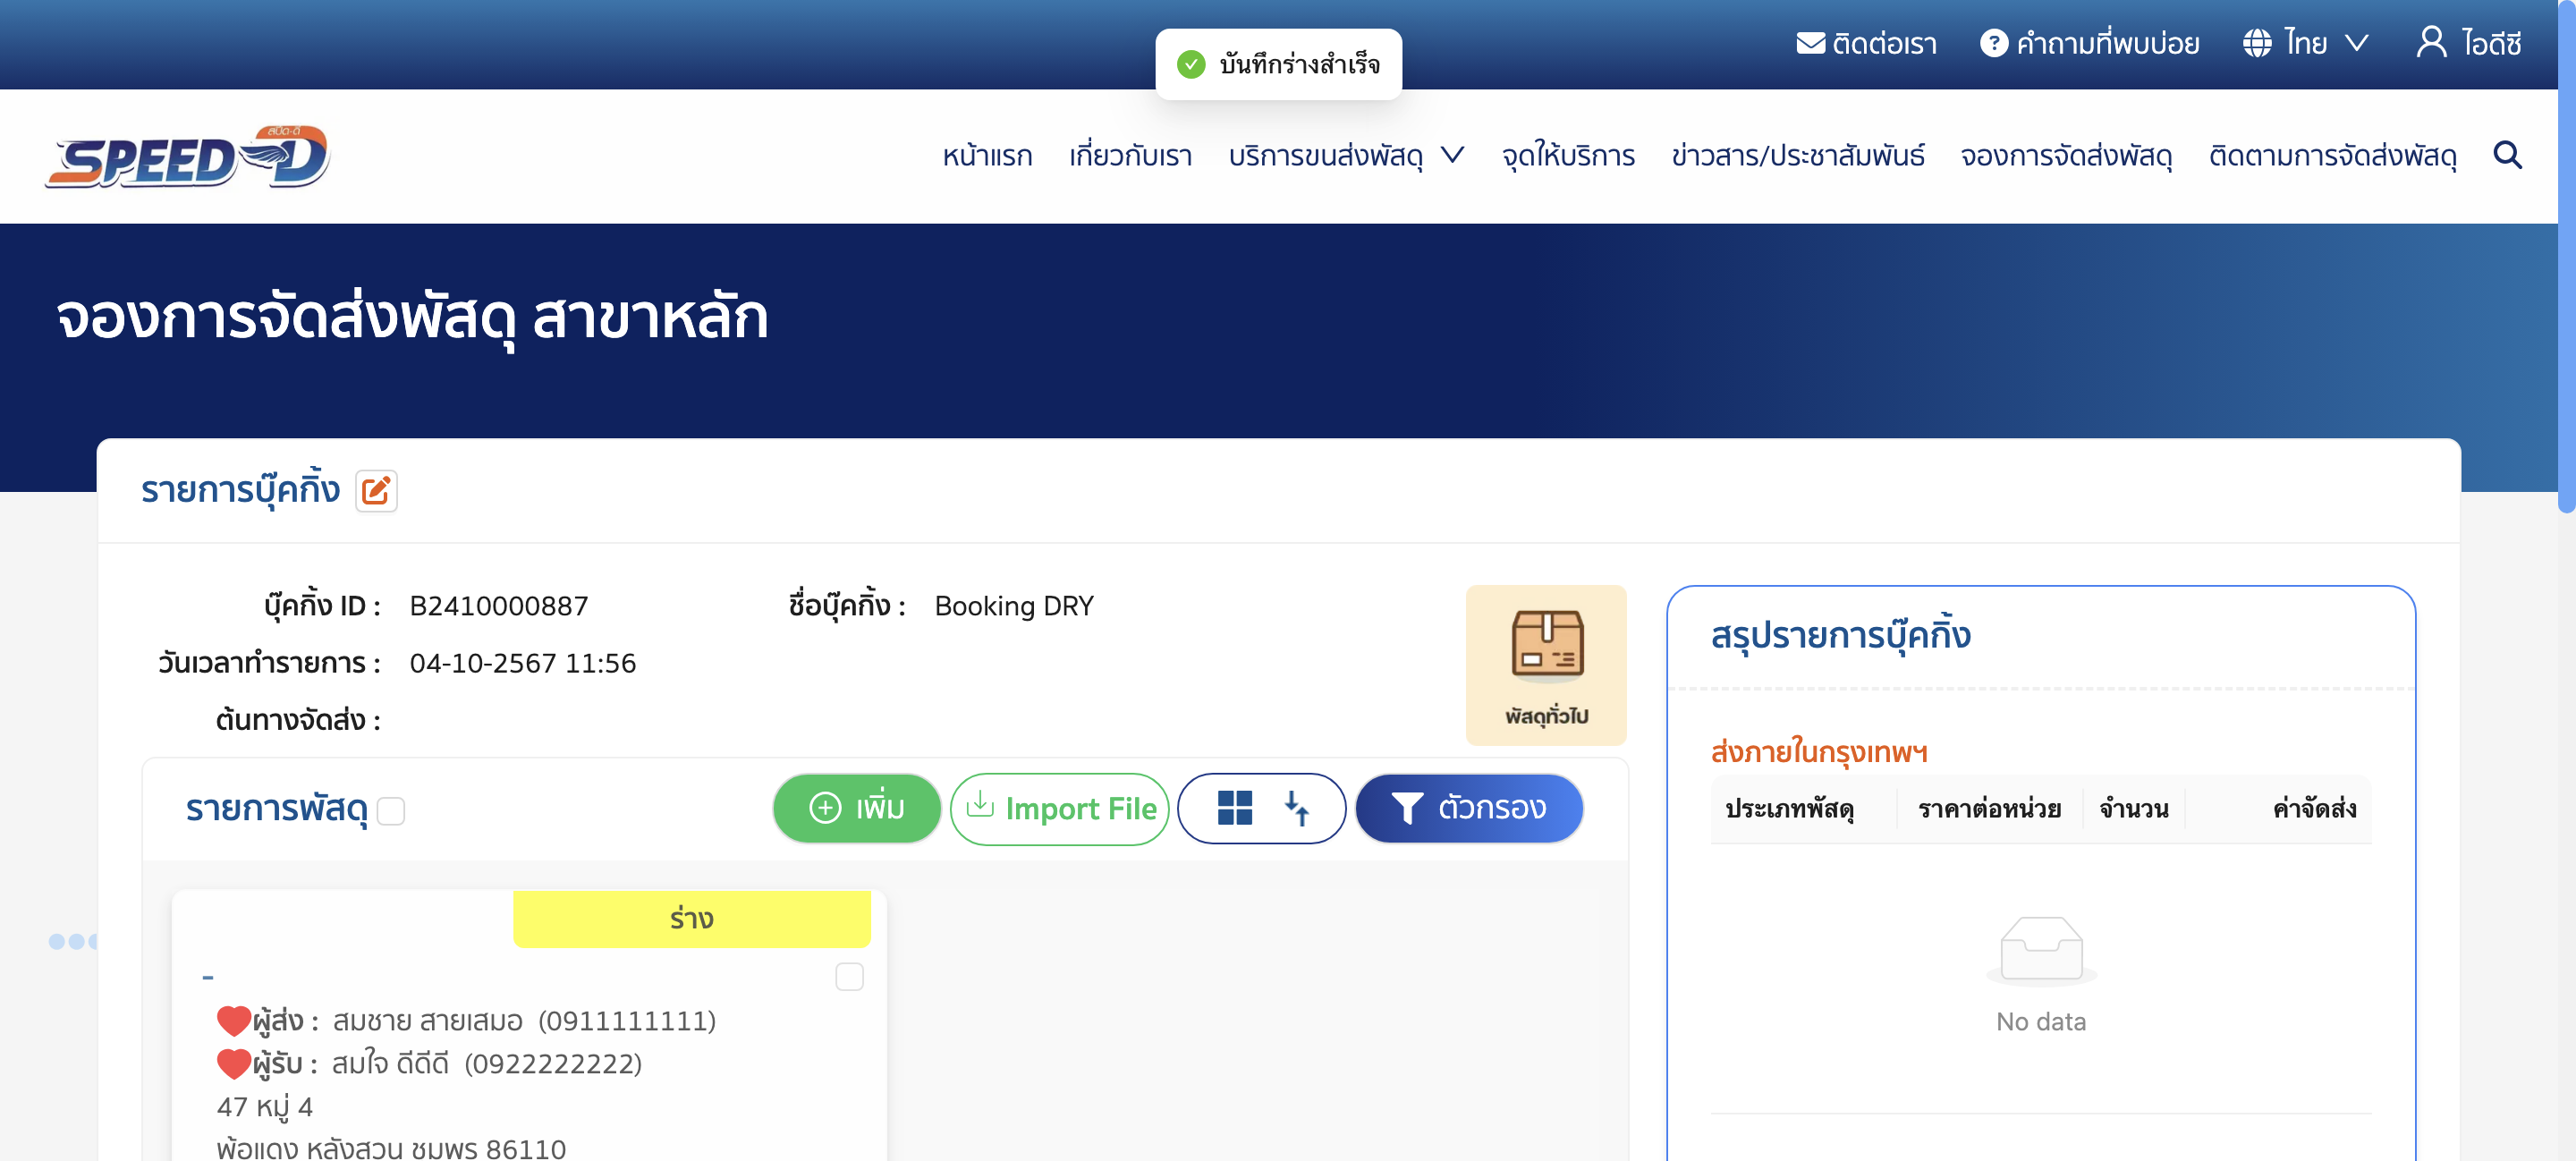 ติดต่อเรา คำถามที่พบบ่อย ไทย ไอดีซี
บันทึกร่างสำเร็จ
สปีด-ดี
SPEED-D
หน้าแรก เกี่ยวกับเรา บริการขนส่งพัสดุ จุดให้บริการ ข่าวสาร/ประชาสัมพันธ์ จองการจัดส่งพัสดุ ติดตามการจัดส่งพัสดุ
จองการจัดส่งพัสดุ สาขาหลัก
รายการบุ๊คกิ้ง
บุ๊คกิ้ง ID : B2410000887 ชื่อบุ๊คกิ้ง : Booking DRY
วันเวลาทำรายการ : 04-10-2567 11:56
ต้นทางจัดส่ง :
พัสดุทั่วไป
รายการพัสดุ เพิ่ม Import File ตัวกรอง
ร่าง
-
ผู้ส่ง : สมชาย สายเสมอ (0911111111)
ผู้รับ : สมใจ ดีดีดี (0922222222)
47 หมู่ 4
พ้อแดง หลังสวน ชุมพร 86110
สรุปรายการบุ๊คกิ้ง
ส่งภายในกรุงเทพฯ
ประเภทพัสดุ ราคาต่อหน่วย จำนวน ค่าจัดส่ง
No data